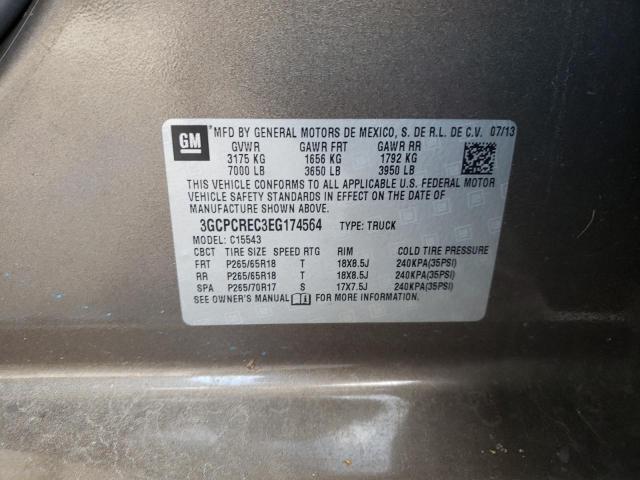 GM
MFD BY GENERAL MOTORS DE MEXICO, S. DE R.L. DE C.V. 07/13
GVWR GAWR FRT GAWR RR
3175 KG 1656 KG 1792 KG
7000 LB 3650 LB 3950 LB
THIS VEHICLE CONFORMS TO ALL APPLICABLE U.S. FEDERAL MOTOR
VEHICLE SAFETY STANDARDS IN EFFECT ON THE DATE OF
MANUFACTURE SHOWN ABOVE.
3GCPCREC3EG174564 TYPE: TRUCK
MODEL: C15543
CBCT TIRE SIZE SPEED RTG RIM COLD TIRE PRESSURE
FRT P265/65R18 T 18X8.5J 240KPA(35PSI)
RR P265/65R18 T 18X8.5J 240KPA(35PSI)
SPA P265/70R17 S 17X7.5J 240KPA(35PSI)
SEE OWNER'S MANUAL FOR MORE INFORMATION.